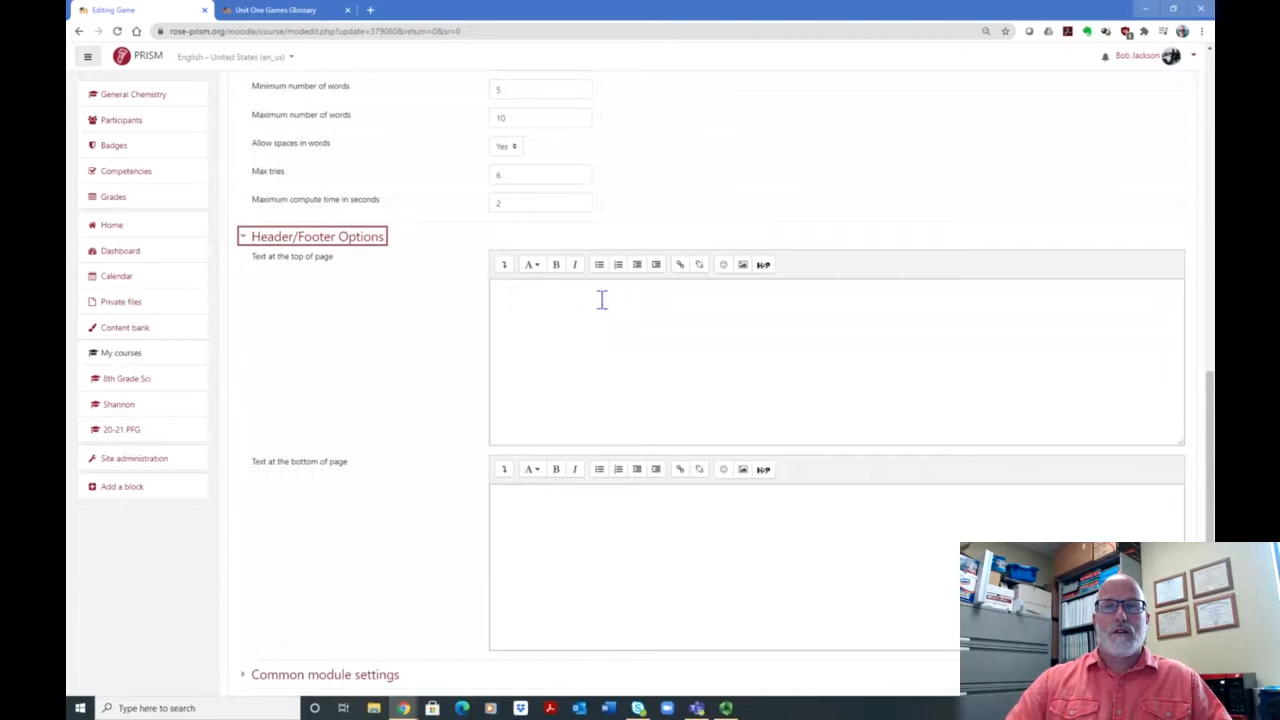 Editing Game
Unit One Games Glossary
rose-prism.org/moodle/course/modedit.php?update=379060&return=0&sr=0
PRISM
English - United States (en_us)
Bob Jackson
General Chemistry
Participants
Badges
Competencies
Grades
Home
Dashboard
Calendar
Private files
Content bank
My courses
8th Grade Sci
Shannon
20-21 PFG
Site administration
Add a block
Minimum number of words
5
Maximum number of words
10
Allow spaces in words
Yes
Max tries
6
Maximum compute time in seconds
2
Header/Footer Options
Text at the top of page
A B I
H5P
Text at the bottom of page
A B I
H5P
Common module settings
Type here to search